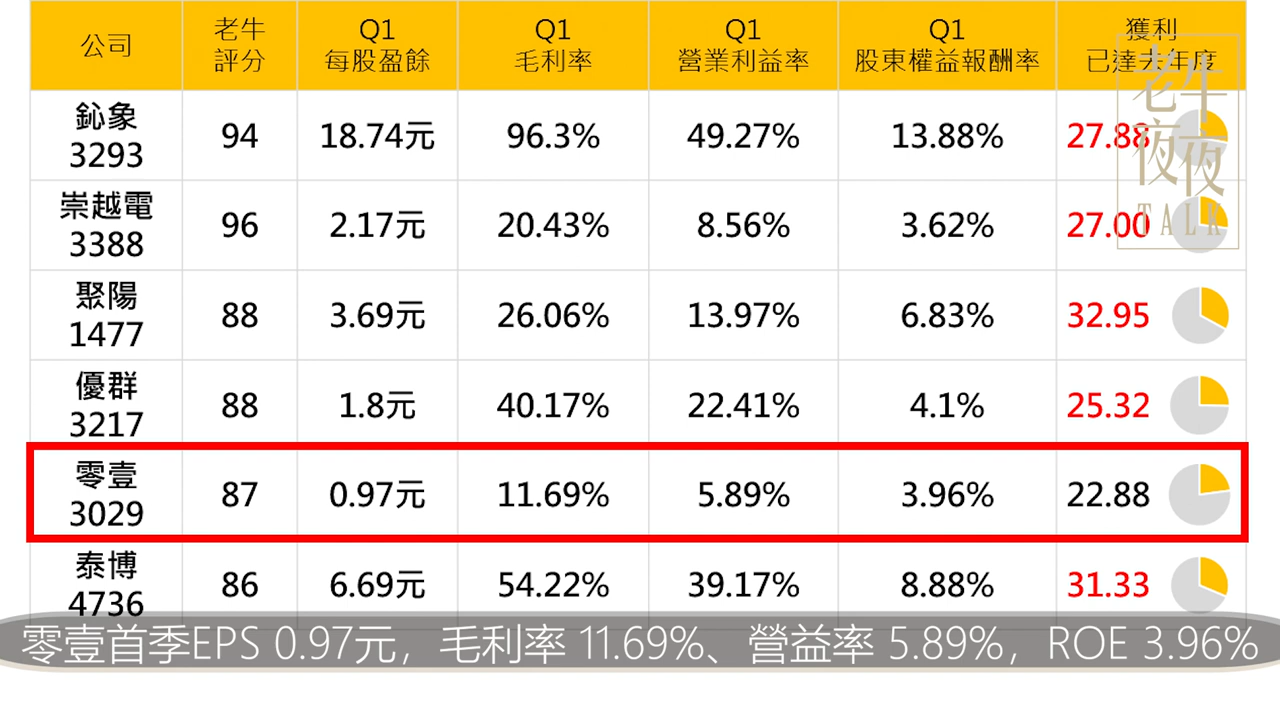 公司
老牛
評分
Q1
每股盈餘
Q1
毛利率
Q1
營業利益率
Q1
股東權益報酬率
獲利
已達去年度
鈊象
3293
94
18.74元
96.3%
49.27%
13.88%
27.88
崇越電
3388
96
2.17元
20.43%
8.56%
3.62%
27.00
聚陽
1477
88
3.69元
26.06%
13.97%
6.83%
32.95
優群
3217
88
1.8元
40.17%
22.41%
4.1%
25.32
零壹
3029
87
0.97元
11.69%
5.89%
3.96%
22.88
泰博
4736
86
6.69元
54.22%
39.17%
8.88%
31.33
老牛
夜夜
TALK
零壹首季EPS 0.97元，毛利率 11.69%、營益率 5.89%，ROE 3.96%